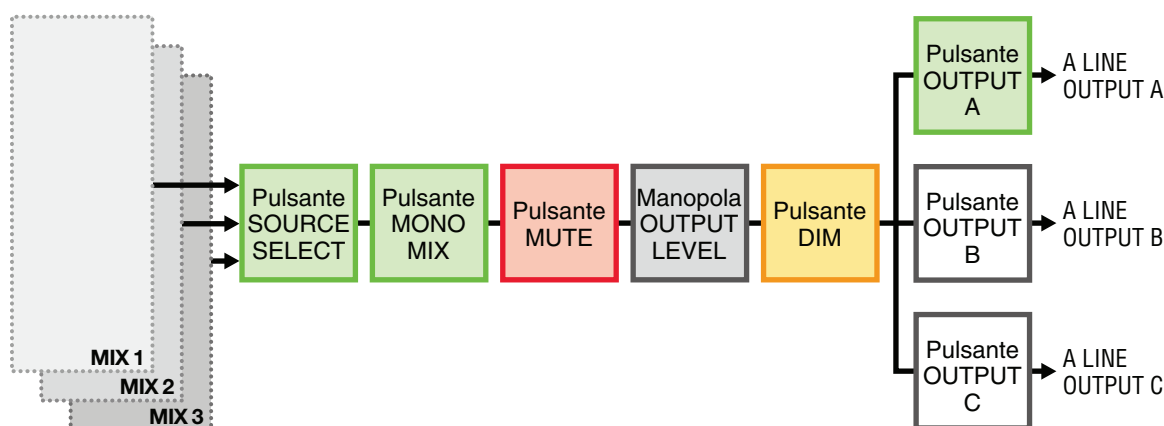 MIX 1
MIX 2
MIX 3
Pulsante
SOURCE
SELECT
Pulsante
MONO
MIX
Pulsante
MUTE
Manopola
OUTPUT
LEVEL
Pulsante
DIM
Pulsante
OUTPUT
A
A LINE
OUTPUT A
Pulsante
OUTPUT
B
A LINE
OUTPUT B
Pulsante
OUTPUT
C
A LINE
OUTPUT C